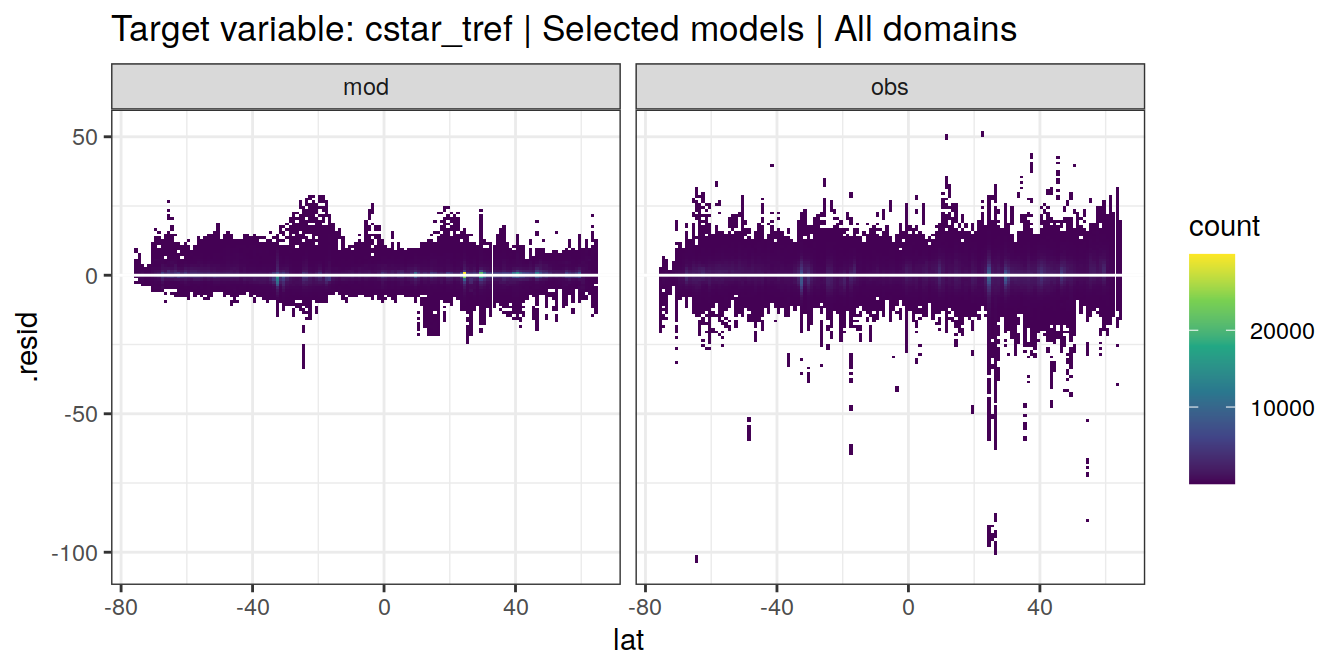 Target variable: cstar_tref | Selected models | All domains
mod obs
50
0
-50
-100
-80 -40 0 40 -80 -40 0 40
lat
.resid
count
20000
10000